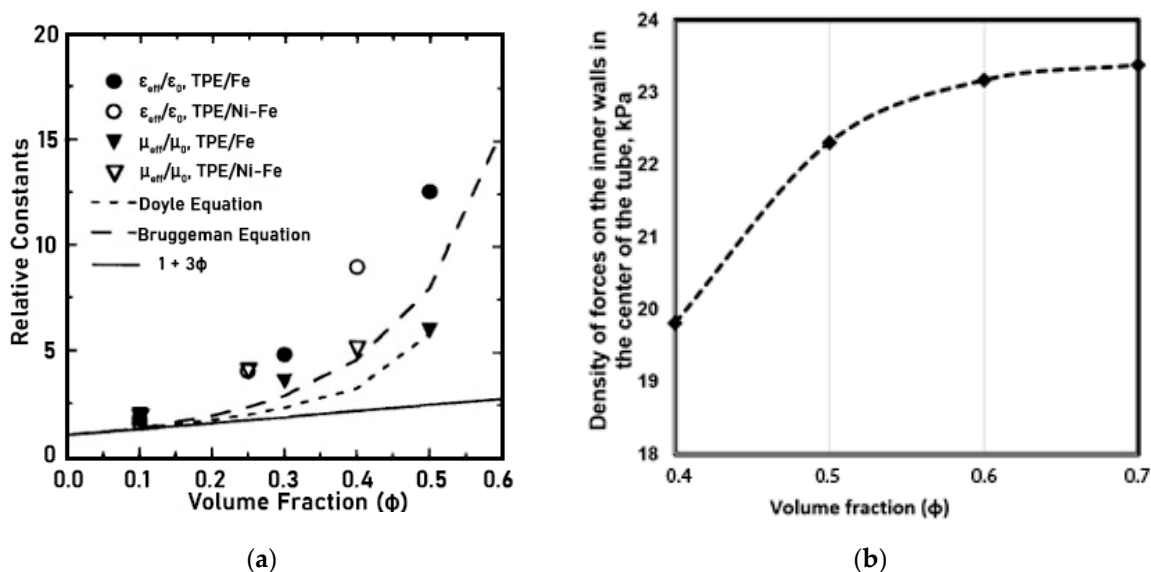 20
15
10
5
0
Relative Constants
ε_eff/ε_0, TPE/Fe
ε_eff/ε_0, TPE/Ni-Fe
μ_eff/μ_0, TPE/Fe
μ_eff/μ_0, TPE/Ni-Fe
Doyle Equation
Bruggeman Equation
1 + 3ϕ
0.0 0.1 0.2 0.3 0.4 0.5 0.6
Volume Fraction (ϕ)
(a)
Density of forces on the inner walls in
the center of the tube, kPa
24
23
22
21
20
19
18
0.4 0.5 0.6 0.7
Volume fraction (ϕ)
(b)